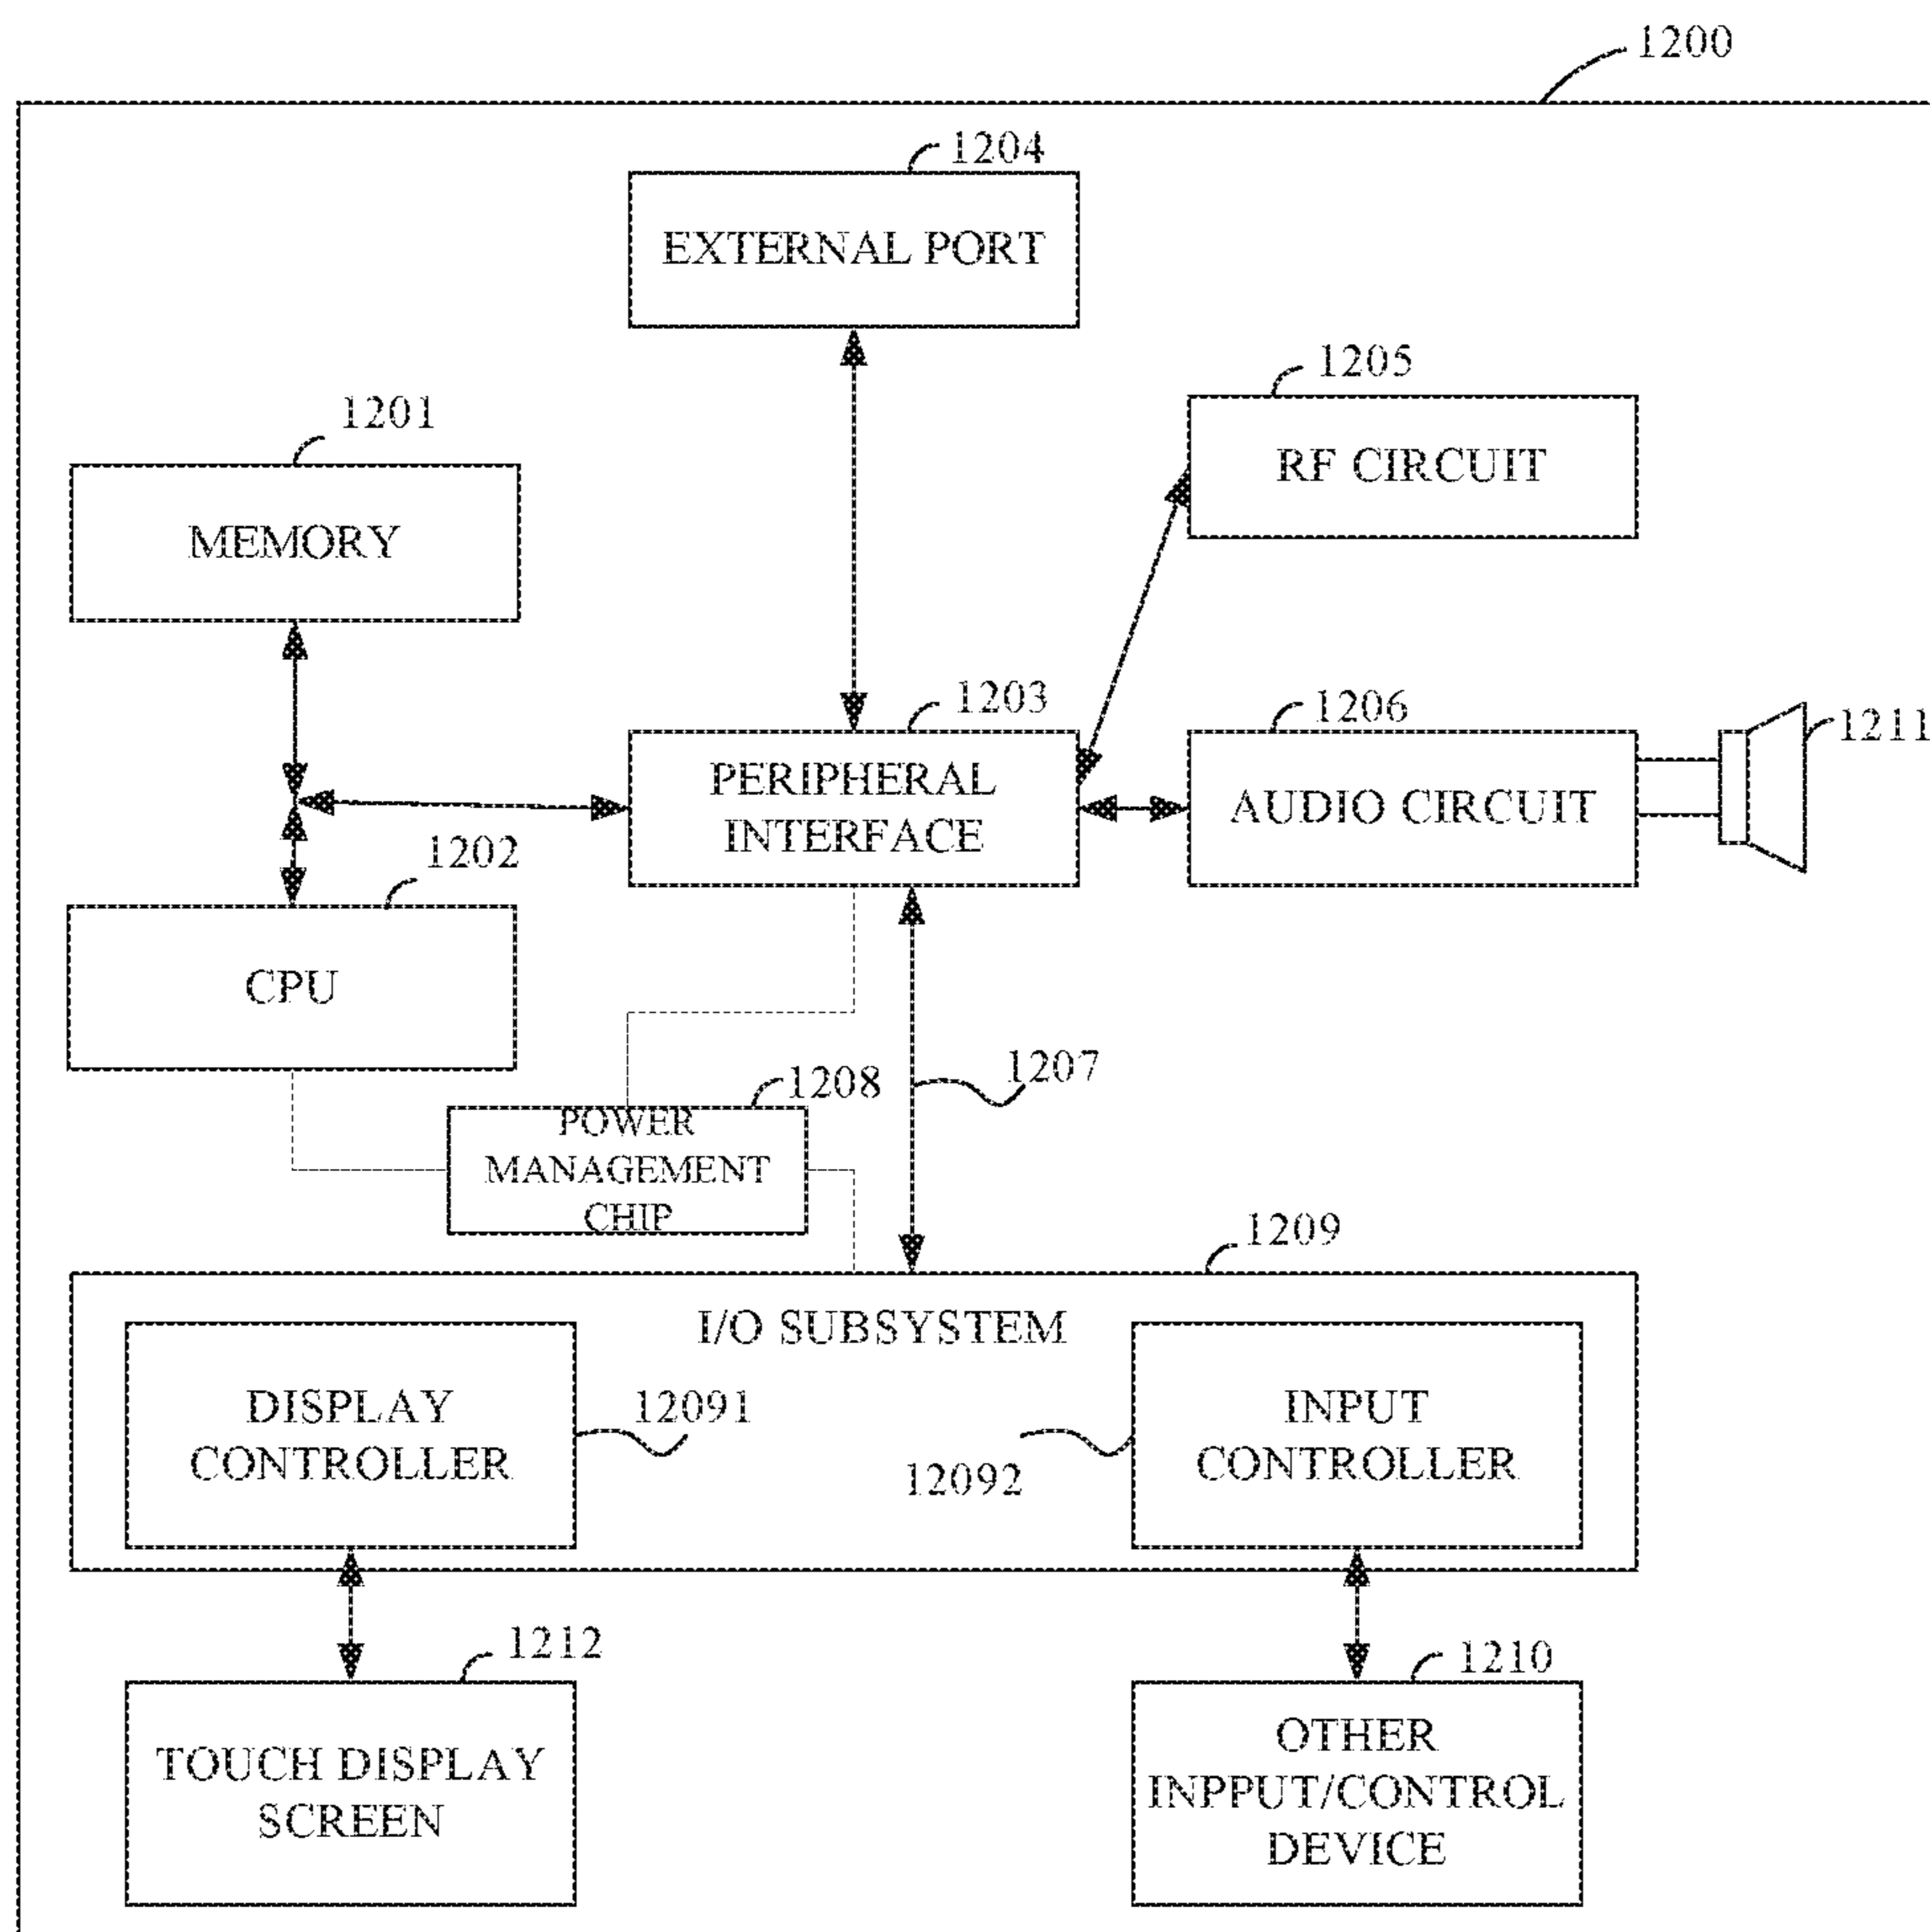 1200
1204
EXTERNAL PORT
1205
RF CIRCUIT
1201
MEMORY
1203
PERIPHERAL
INTERFACE
1206
AUDIO CIRCUIT
1211
1202
CPU
1207
1208
POWER
MANAGEMENT
CHIP
1209
I/O SUBSYSTEM
DISPLAY
CONTROLLER
12091
12092
INPUT
CONTROLLER
1212
TOUCH DISPLAY
SCREEN
1210
OTHER
INPPUT/CONTROL
DEVICE